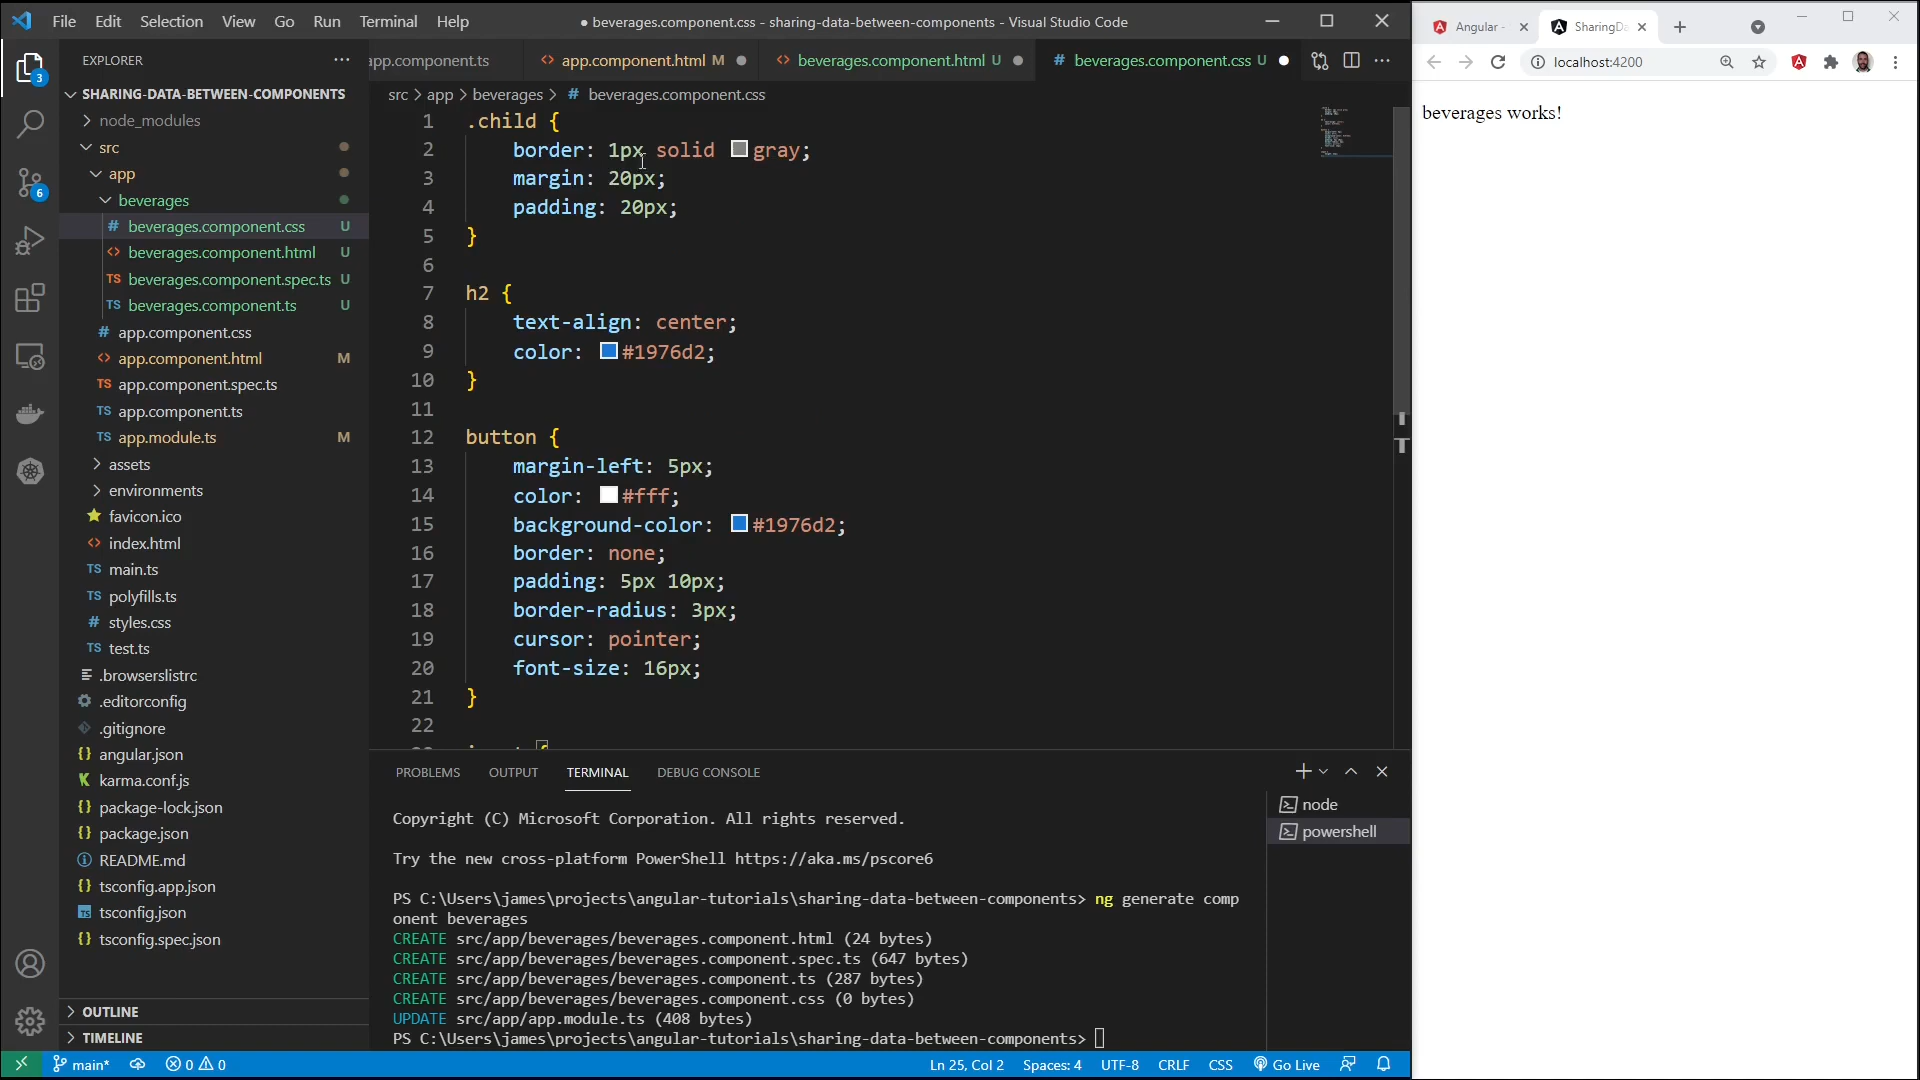 File Edit Selection View Go Run Terminal Help
● beverages.component.css - sharing-data-between-components - Visual Studio Code
EXPLORER
SHARING-DATA-BETWEEN-COMPONENTS
node_modules
src
app
beverages
# beverages.component.css U
<> beverages.component.html U
TS beverages.component.spec.ts U
TS beverages.component.ts U
# app.component.css
<> app.component.html M
TS app.component.spec.ts
TS app.component.ts
TS app.module.ts M
assets
environments
favicon.ico
<> index.html
TS main.ts
TS polyfills.ts
# styles.css
TS test.ts
.browserslistrc
.editorconfig
.gitignore
{} angular.json
K karma.conf.js
{} package-lock.json
{} package.json
README.md
{} tsconfig.app.json
TS tsconfig.json
{} tsconfig.spec.json
OUTLINE
TIMELINE
3
6
app.component.ts
<> app.component.html M
<> beverages.component.html U
# beverages.component.css U
src > app > beverages > # beverages.component.css
1 .child {
2 border: 1px solid gray;
3 margin: 20px;
4 padding: 20px;
5 }
6
7 h2 {
8 text-align: center;
9 color: #1976d2;
10 }
11
12 button {
13 margin-left: 5px;
14 color: #fff;
15 background-color: #1976d2;
16 border: none;
17 padding: 5px 10px;
18 border-radius: 3px;
19 cursor: pointer;
20 font-size: 16px;
21 }
22
PROBLEMS OUTPUT TERMINAL DEBUG CONSOLE
Copyright (C) Microsoft Corporation. All rights reserved.
Try the new cross-platform PowerShell https://aka.ms/pscore6
PS C:\Users\james\projects\angular-tutorials\sharing-data-between-components> ng generate comp
onent beverages
CREATE src/app/beverages/beverages.component.html (24 bytes)
CREATE src/app/beverages/beverages.component.spec.ts (647 bytes)
CREATE src/app/beverages/beverages.component.ts (287 bytes)
CREATE src/app/beverages/beverages.component.css (0 bytes)
UPDATE src/app/app.module.ts (408 bytes)
PS C:\Users\james\projects\angular-tutorials\sharing-data-between-components>
node
powershell
main* 0 0
Ln 25, Col 2 Spaces: 4 UTF-8 CRLF CSS Go Live
Angular -
SharingDa
localhost:4200
beverages works!